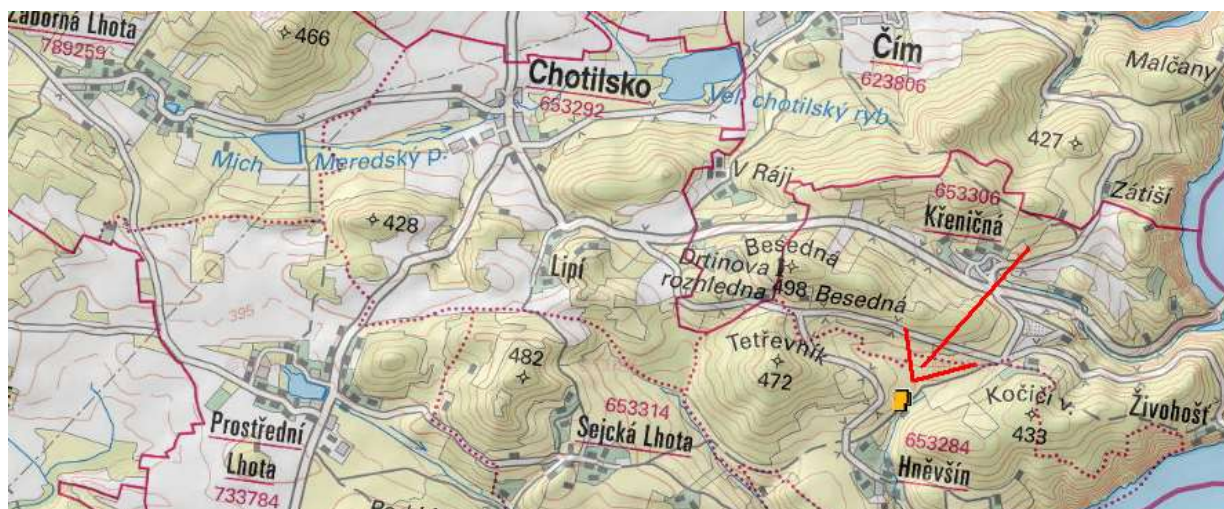 Záborná Lhota
789259
466
Chotilsko
653292
Čím
623806
Malčany
Veli chotilský ryb.
Mich
Meredský p.
427
V Ráji
653306
Zátiší
Křeničná
428
Lipí
Besedná
Drtinova
rozhledna
498
Besedná
395
Tetřevník
482
472
Kočičí v.
433
Živohošť
653314
Sejcká Lhota
Prostřední
Lhota
733784
653284
Hněvšín